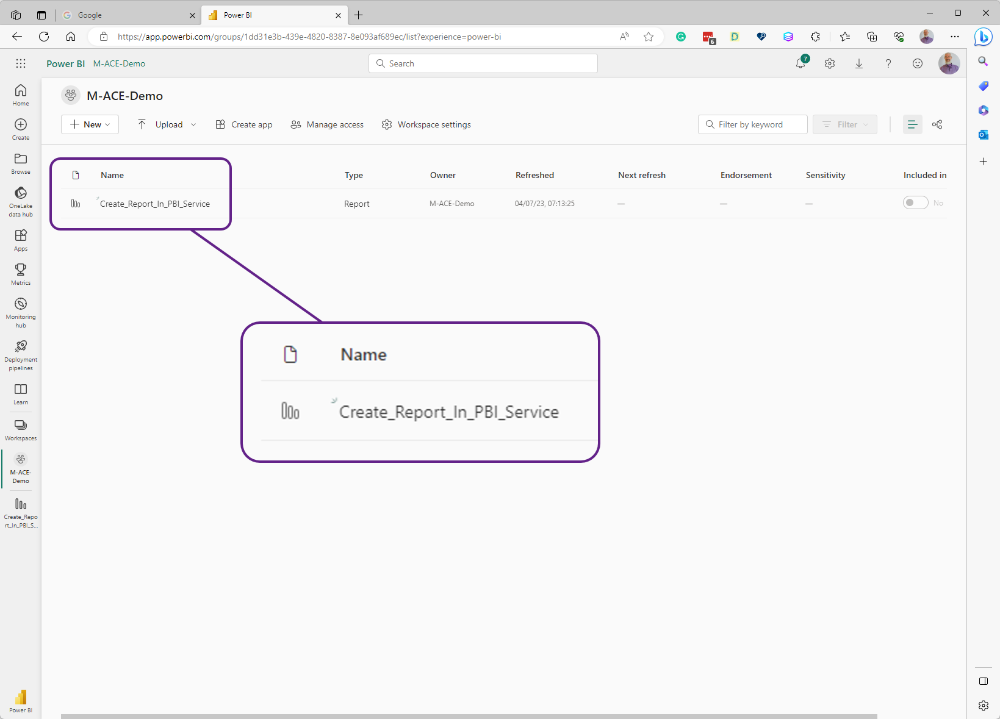 Google
Power BI
https://app.powerbi.com/groups/1dd31e3b-439e-4820-8387-8e093af689ec/list?experience=power-bi
6
Power BI M-ACE-Demo
Search
7
M-ACE-Demo
New
Upload
Create app
Manage access
Workspace settings
Filter by keyword
Filter
Home
Create
Browse
OneLake
data hub
Apps
Metrics
Monitoring
hub
Deployment
pipelines
Learn
Workspaces
M-ACE-
Demo
Create_Repo
rt_In_PBI_S...
Power BI
Name Type Owner Refreshed Next refresh Endorsement Sensitivity Included in
Create_Report_In_PBI_Service Report M-ACE-Demo 04/07/23, 07:13:25 — — — No
Name
Create_Report_In_PBI_Service